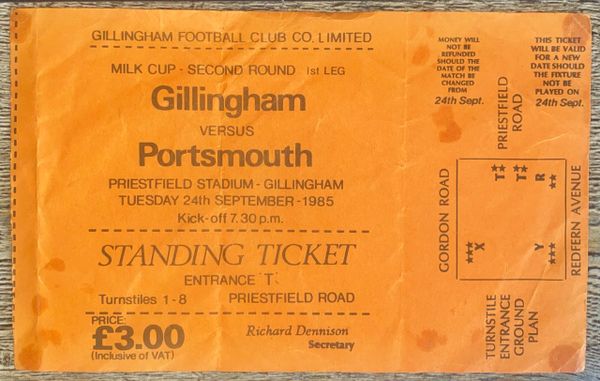 GILLINGHAM FOOTBALL CLUB CO. LIMITED
MILK CUP - SECOND ROUND 1st LEG
Gillingham
VERSUS
Portsmouth
PRIESTFIELD STADIUM - GILLINGHAM
TUESDAY 24th SEPTEMBER - 1985
Kick-off 7.30 p.m.
STANDING TICKET
ENTRANCE 'T'
Turnstiles 1 - 8 PRIESTFIELD ROAD
PRICE:
£3.00
(Inclusive of VAT)
Richard Dennison
Secretary
MONEY WILL
NOT BE
REFUNDED
SHOULD THE
DATE OF THE
MATCH BE
CHANGED
FROM
24th Sept.
PRIESTFIELD
ROAD
THIS TICKET
WILL BE VALID
FOR A NEW
DATE SHOULD
THE FIXTURE
NOT BE
PLAYED ON
24th Sept.
GORDON ROAD
T★★
T★★
R
★★
★★★X
Y
★★★
REDFERN AVENUE
TURNSTILE
ENTRANCE
GROUND
PLAN